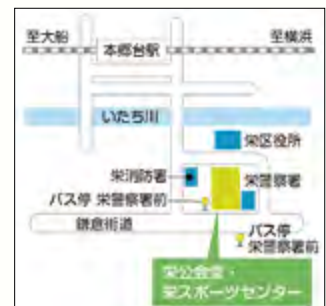 至大船
至横浜
本郷台駅
いたち川
栄区役所
栄消防署
栄警察署
バス停 栄警察署前
鎌倉街道
バス停
栄警察署前
栄公会堂・
栄スポーツセンター